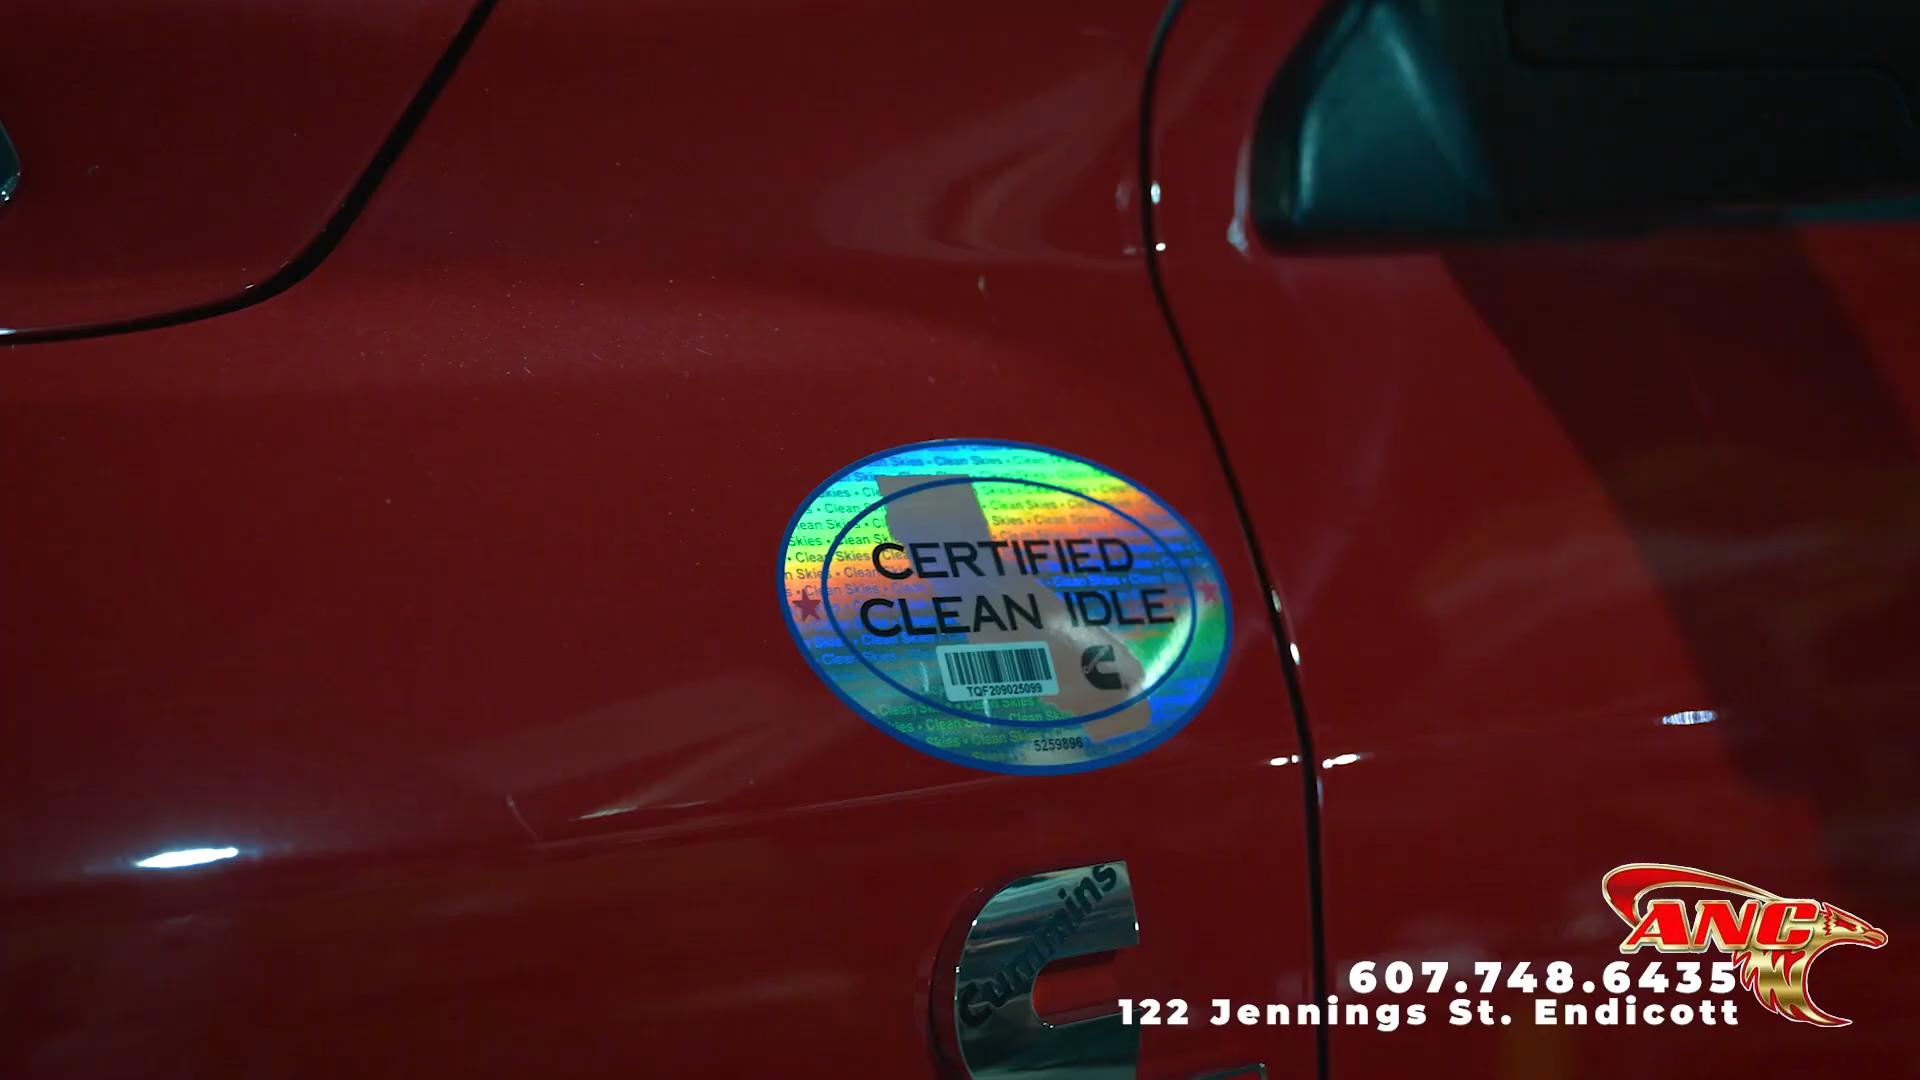 CERTIFIED
CLEAN IDLE
TQF209025099
5259896
Cummins
ANC
607.748.6435
122 Jennings St. Endicott